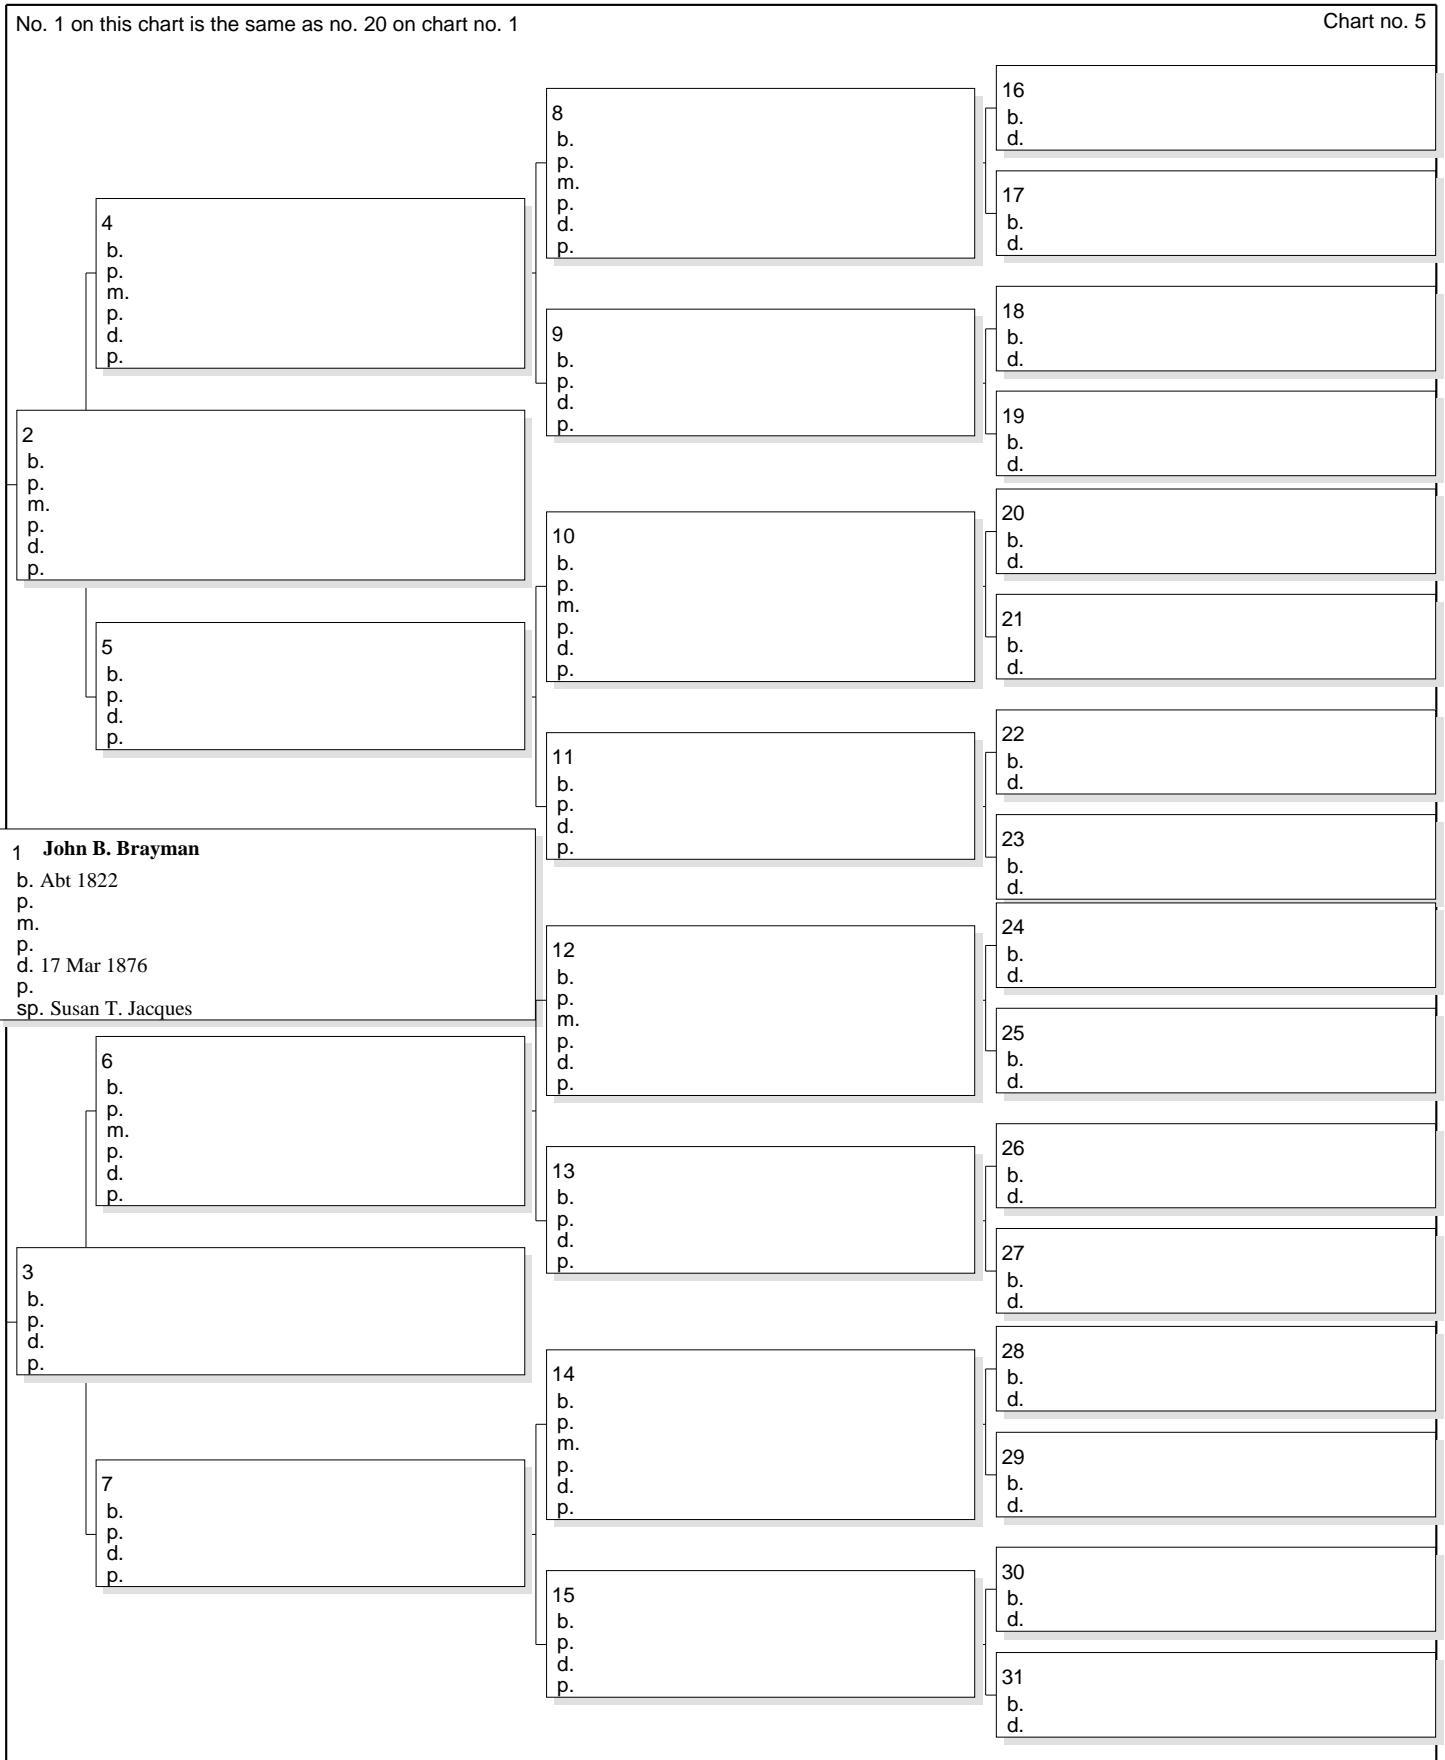 No. 1 on this chart is the same as no. 20 on chart no. 1
Chart no. 5
16
b.
d.
8
b.
p.
m.
p.
d.
p.
17
b.
d.
4
b.
p.
m.
p.
d.
p.
18
b.
d.
9
b.
p.
d.
p.
19
b.
d.
2
b.
p.
m.
p.
d.
p.
20
b.
d.
10
b.
p.
m.
p.
d.
p.
21
b.
d.
5
b.
p.
d.
p.
22
b.
d.
11
b.
p.
d.
p.
23
b.
d.
1 John B. Brayman
b. Abt 1822
p.
m.
p.
d. 17 Mar 1876
p.
sp. Susan T. Jacques
24
b.
d.
12
b.
p.
m.
p.
d.
p.
25
b.
d.
6
b.
p.
m.
p.
d.
p.
26
b.
d.
13
b.
p.
d.
p.
27
b.
d.
3
b.
p.
d.
p.
28
b.
d.
14
b.
p.
m.
p.
d.
p.
29
b.
d.
7
b.
p.
d.
p.
30
b.
d.
15
b.
p.
d.
p.
31
b.
d.